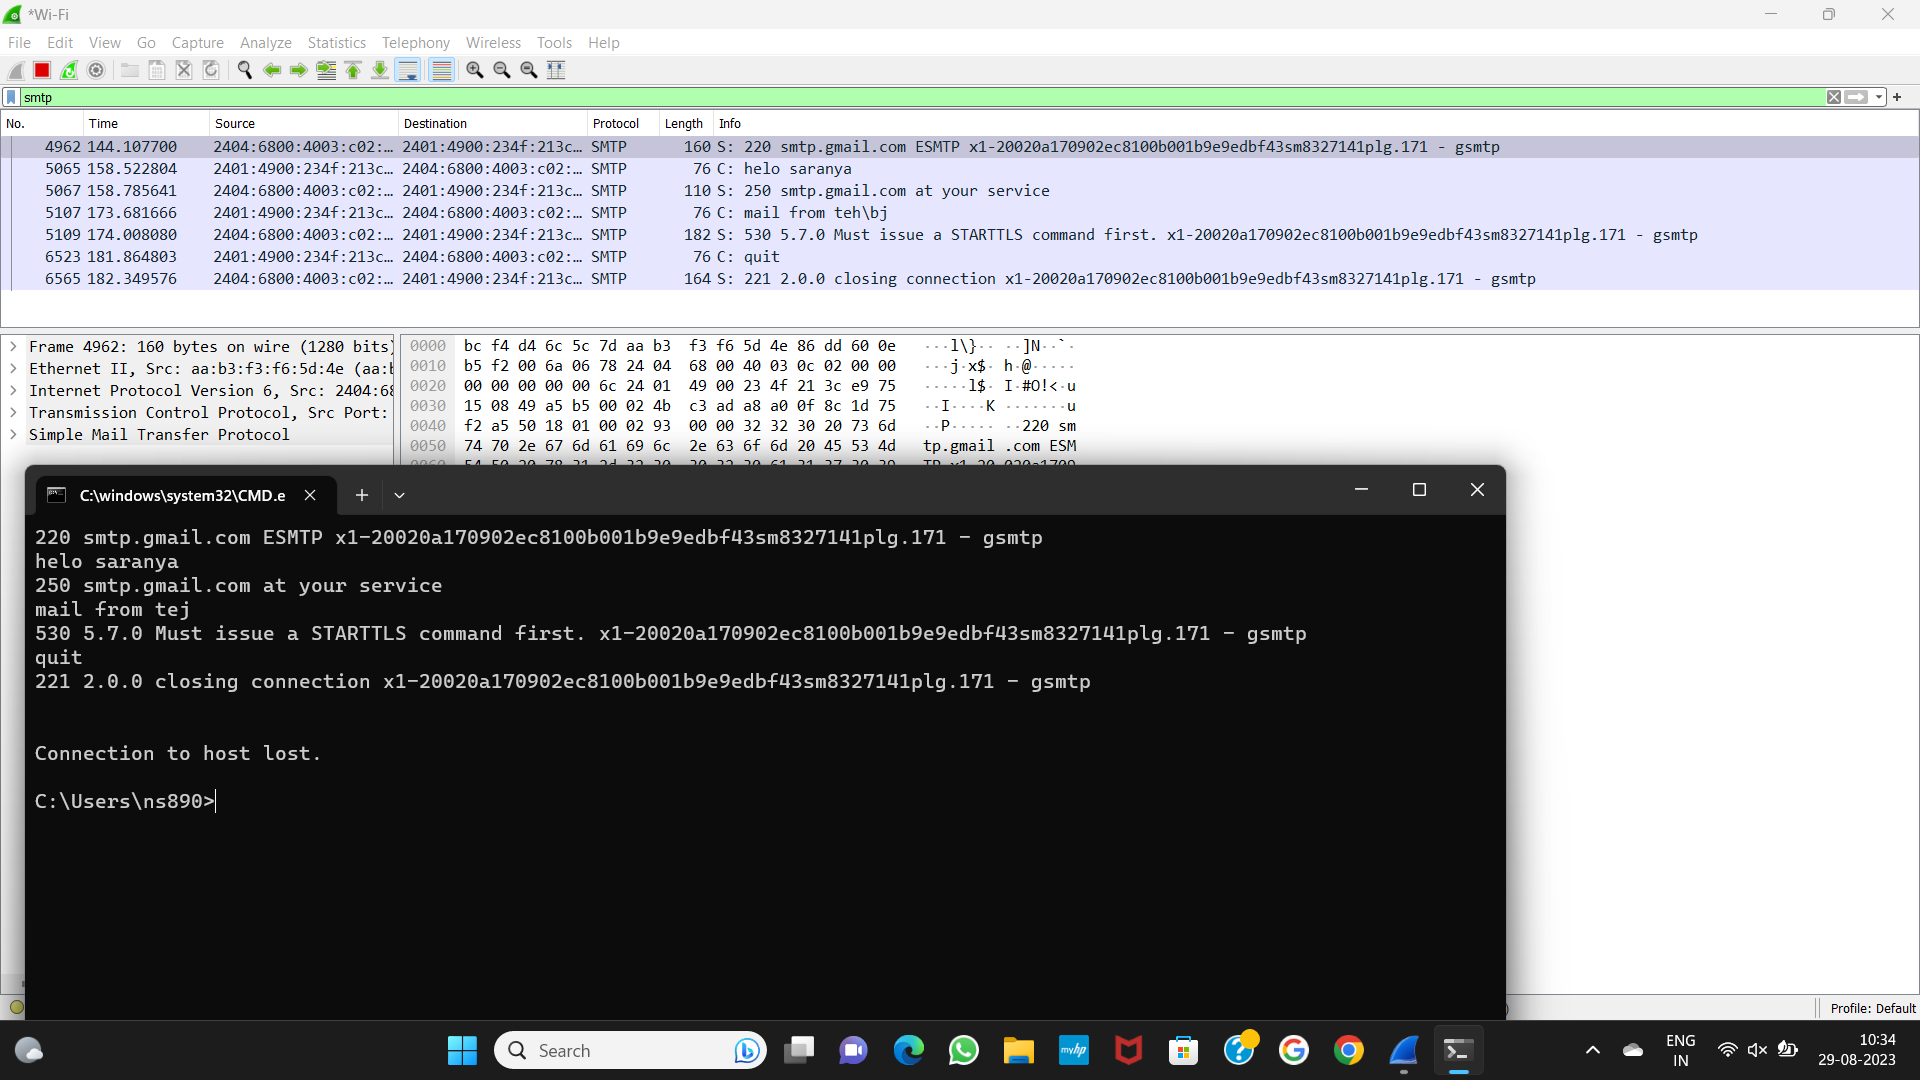 *Wi-Fi
File Edit View Go Capture Analyze Statistics Telephony Wireless Tools Help
smtp
No. Time Source Destination Protocol Length Info
4962 144.107700 2404:6800:4003:c02:… 2401:4900:234f:213c… SMTP 160 S: 220 smtp.gmail.com ESMTP x1-20020a170902ec8100b001b9e9edbf43sm8327141plg.171 - gsmtp
5065 158.522804 2401:4900:234f:213c… 2404:6800:4003:c02:… SMTP 76 C: helo saranya
5067 158.785641 2404:6800:4003:c02:… 2401:4900:234f:213c… SMTP 110 S: 250 smtp.gmail.com at your service
5107 173.681666 2401:4900:234f:213c… 2404:6800:4003:c02:… SMTP 76 C: mail from teh\bj
5109 174.008080 2404:6800:4003:c02:… 2401:4900:234f:213c… SMTP 182 S: 530 5.7.0 Must issue a STARTTLS command first. x1-20020a170902ec8100b001b9e9edbf43sm8327141plg.171 - gsmtp
6523 181.864803 2401:4900:234f:213c… 2404:6800:4003:c02:… SMTP 76 C: quit
6565 182.349576 2404:6800:4003:c02:… 2401:4900:234f:213c… SMTP 164 S: 221 2.0.0 closing connection x1-20020a170902ec8100b001b9e9edbf43sm8327141plg.171 - gsmtp
Frame 4962: 160 bytes on wire (1280 bits)
Ethernet II, Src: aa:b3:f3:f6:5d:4e (aa:b
Internet Protocol Version 6, Src: 2404:68
Transmission Control Protocol, Src Port:
Simple Mail Transfer Protocol
0000 bc f4 d4 6c 5c 7d aa b3 f3 f6 5d 4e 86 dd 60 0e ···l\}·· ··]N··`·
0010 b5 f2 00 6a 06 78 24 04 68 00 40 03 0c 02 00 00 ···j·x$· h·@·····
0020 00 00 00 00 00 6c 24 01 49 00 23 4f 21 3c e9 75 ·····l$· I·#O!<·u
0030 15 08 49 a5 b5 00 02 4b c3 ad a8 a0 0f 8c 1d 75 ··I····K ·······u
0040 f2 a5 50 18 01 00 02 93 00 00 32 32 30 20 73 6d ··P····· ··220 sm
0050 74 70 2e 67 6d 61 69 6c 2e 63 6f 6d 20 45 53 4d tp.gmail .com ESM
C:\windows\system32\CMD.e
220 smtp.gmail.com ESMTP x1-20020a170902ec8100b001b9e9edbf43sm8327141plg.171 - gsmtp
helo saranya
250 smtp.gmail.com at your service
mail from tej
530 5.7.0 Must issue a STARTTLS command first. x1-20020a170902ec8100b001b9e9edbf43sm8327141plg.171 - gsmtp
quit
221 2.0.0 closing connection x1-20020a170902ec8100b001b9e9edbf43sm8327141plg.171 - gsmtp
Connection to host lost.
C:\Users\ns890>
Profile: Default
Search
myhp
ENG
IN
10:34
29-08-2023